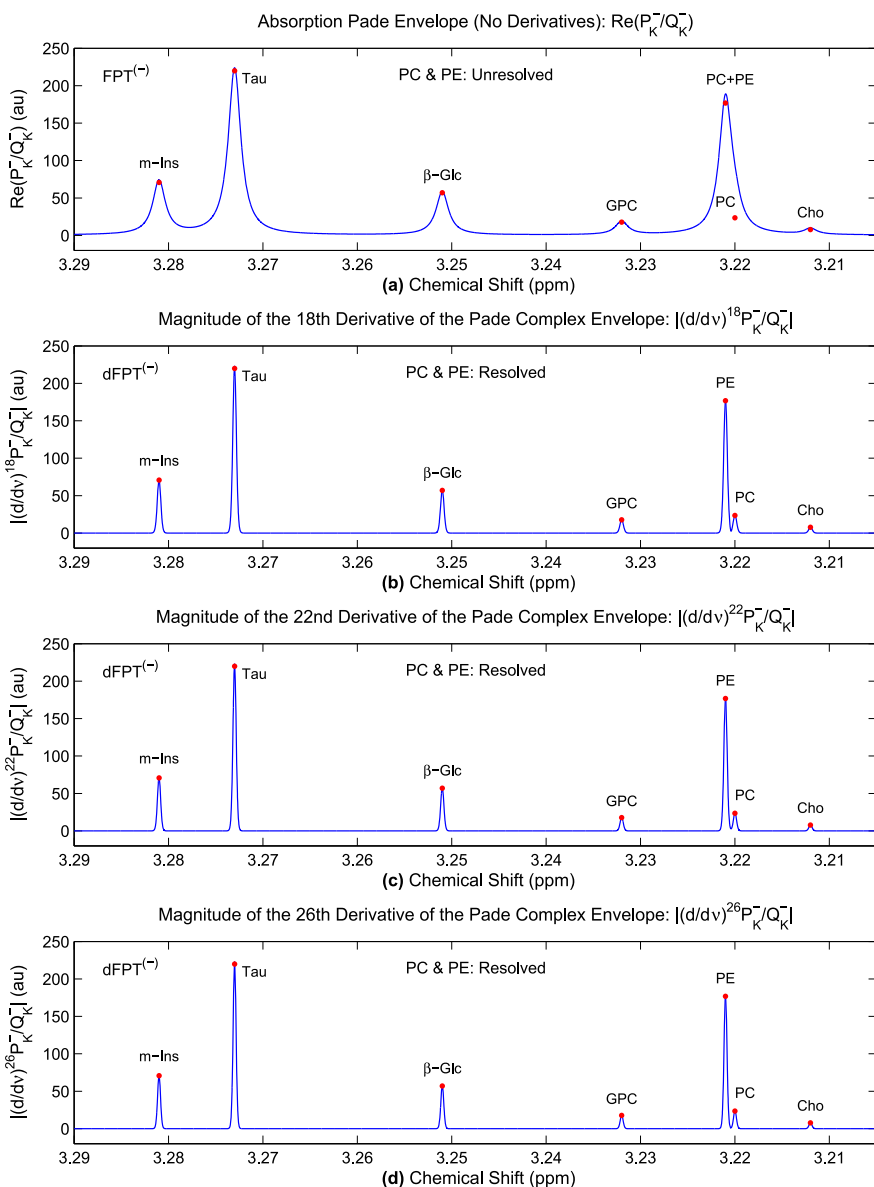 Absorption Pade Envelope (No Derivatives): Re(P_K^−/Q_K^−)
Re(P_K^−/Q_K^−) (au)
250
200
150
100
50
0
FPT^(−)
PC & PE: Unresolved
m−Ins
Tau
β−Glc
GPC
PC+PE
PC
Cho
3.29 3.28 3.27 3.26 3.25 3.24 3.23 3.22 3.21
(a) Chemical Shift (ppm)
Magnitude of the 18th Derivative of the Pade Complex Envelope: |(d/dν)^18 P_K^−/Q_K^−|
|(d/dν)^18 P_K^−/Q_K^−| (au)
250
200
150
100
50
0
dFPT^(−)
PC & PE: Resolved
m−Ins
Tau
β−Glc
GPC
PE
PC
Cho
3.29 3.28 3.27 3.26 3.25 3.24 3.23 3.22 3.21
(b) Chemical Shift (ppm)
Magnitude of the 22nd Derivative of the Pade Complex Envelope: |(d/dν)^22 P_K^−/Q_K^−|
|(d/dν)^22 P_K^−/Q_K^−| (au)
250
200
150
100
50
0
dFPT^(−)
PC & PE: Resolved
m−Ins
Tau
β−Glc
GPC
PE
PC
Cho
3.29 3.28 3.27 3.26 3.25 3.24 3.23 3.22 3.21
(c) Chemical Shift (ppm)
Magnitude of the 26th Derivative of the Pade Complex Envelope: |(d/dν)^26 P_K^−/Q_K^−|
|(d/dν)^26 P_K^−/Q_K^−| (au)
250
200
150
100
50
0
dFPT^(−)
PC & PE: Resolved
m−Ins
Tau
β−Glc
GPC
PE
PC
Cho
3.29 3.28 3.27 3.26 3.25 3.24 3.23 3.22 3.21
(d) Chemical Shift (ppm)